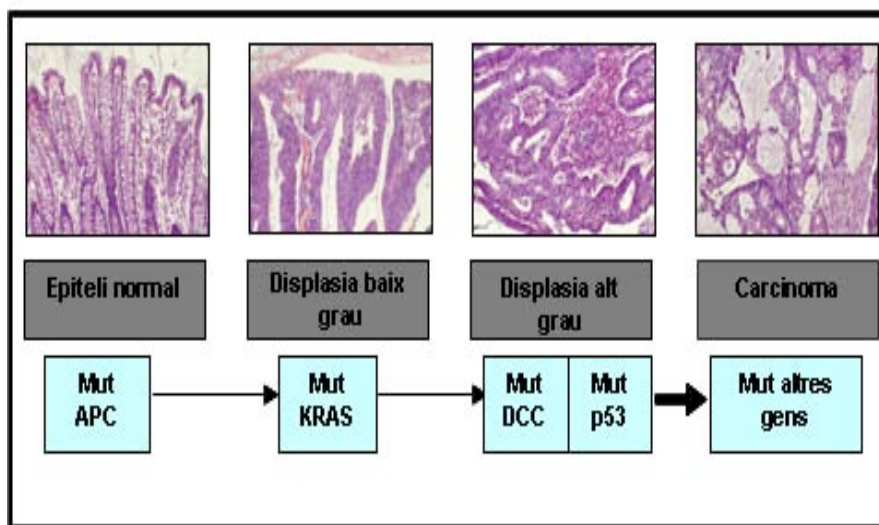 Epiteli normal
Displasia baix
grau
Displasia alt
grau
Carcinoma
Mut
APC
Mut
KRAS
Mut
DCC
Mut
p53
Mut altres
gens